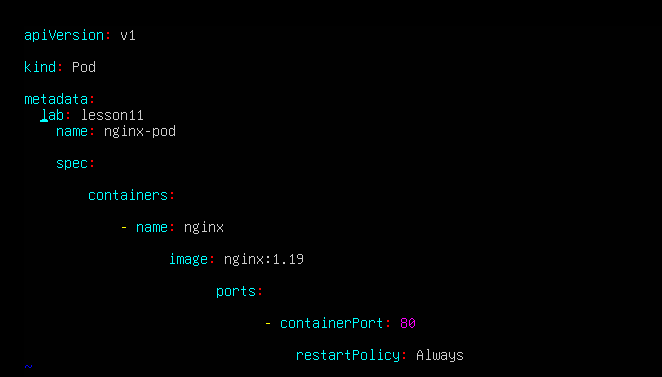 apiVersion: v1
kind: Pod
metadata:
lab: lesson11
name: nginx-pod
spec:
containers:
- name: nginx
image: nginx:1.19
ports:
- containerPort: 80
restartPolicy: Always
~